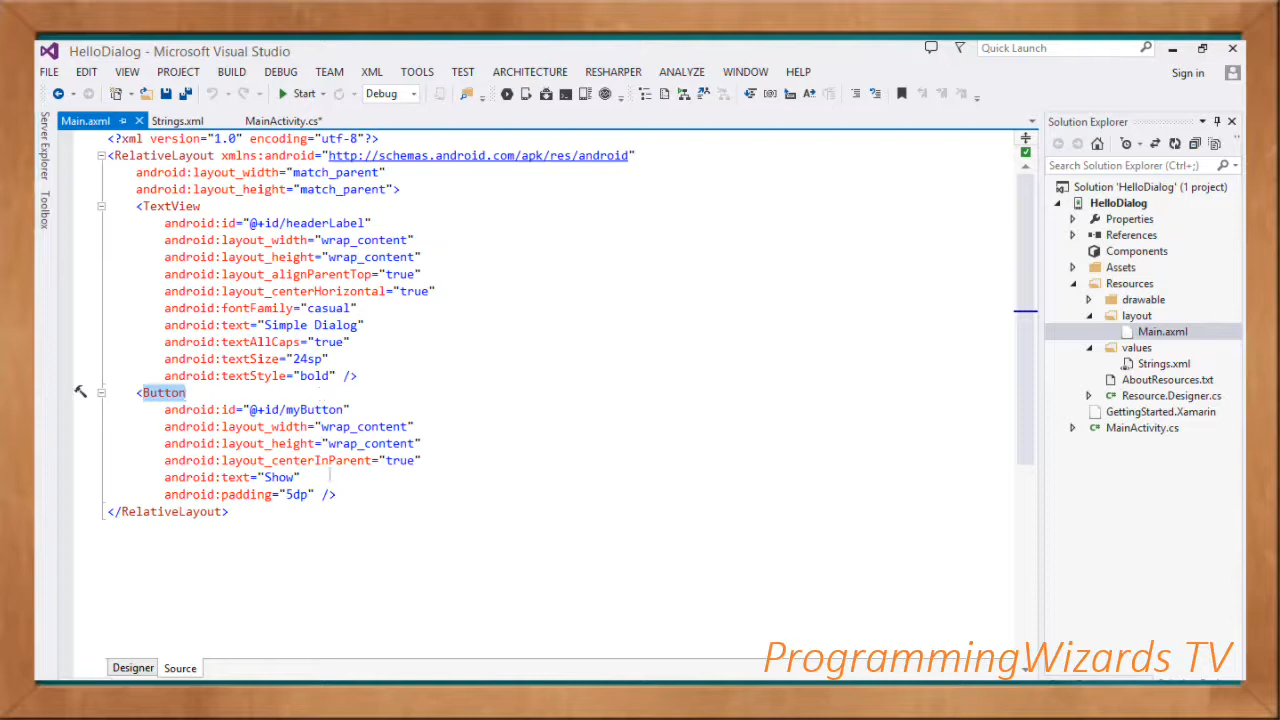 HelloDialog - Microsoft Visual Studio
Quick Launch
FILE EDIT VIEW PROJECT BUILD DEBUG TEAM XML TOOLS TEST ARCHITECTURE RESHARPER ANALYZE WINDOW HELP
Sign in
Start Debug
Server Explorer
Toolbox
Main.axml Strings.xml MainActivity.cs*
<?xml version="1.0" encoding="utf-8"?>
<RelativeLayout xmlns:android="http://schemas.android.com/apk/res/android"
android:layout_width="match_parent"
android:layout_height="match_parent">
<TextView
android:id="@+id/headerLabel"
android:layout_width="wrap_content"
android:layout_height="wrap_content"
android:layout_alignParentTop="true"
android:layout_centerHorizontal="true"
android:fontFamily="casual"
android:text="Simple Dialog"
android:textAllCaps="true"
android:textSize="24sp"
android:textStyle="bold" />
<Button
android:id="@+id/myButton"
android:layout_width="wrap_content"
android:layout_height="wrap_content"
android:layout_centerInParent="true"
android:text="Show"
android:padding="5dp" />
</RelativeLayout>
Designer Source
Solution Explorer
Search Solution Explorer (Ctrl+;)
Solution 'HelloDialog' (1 project)
HelloDialog
Properties
References
Components
Assets
Resources
drawable
layout
Main.axml
values
Strings.xml
AboutResources.txt
Resource.Designer.cs
GettingStarted.Xamarin
MainActivity.cs
ProgrammingWizards TV